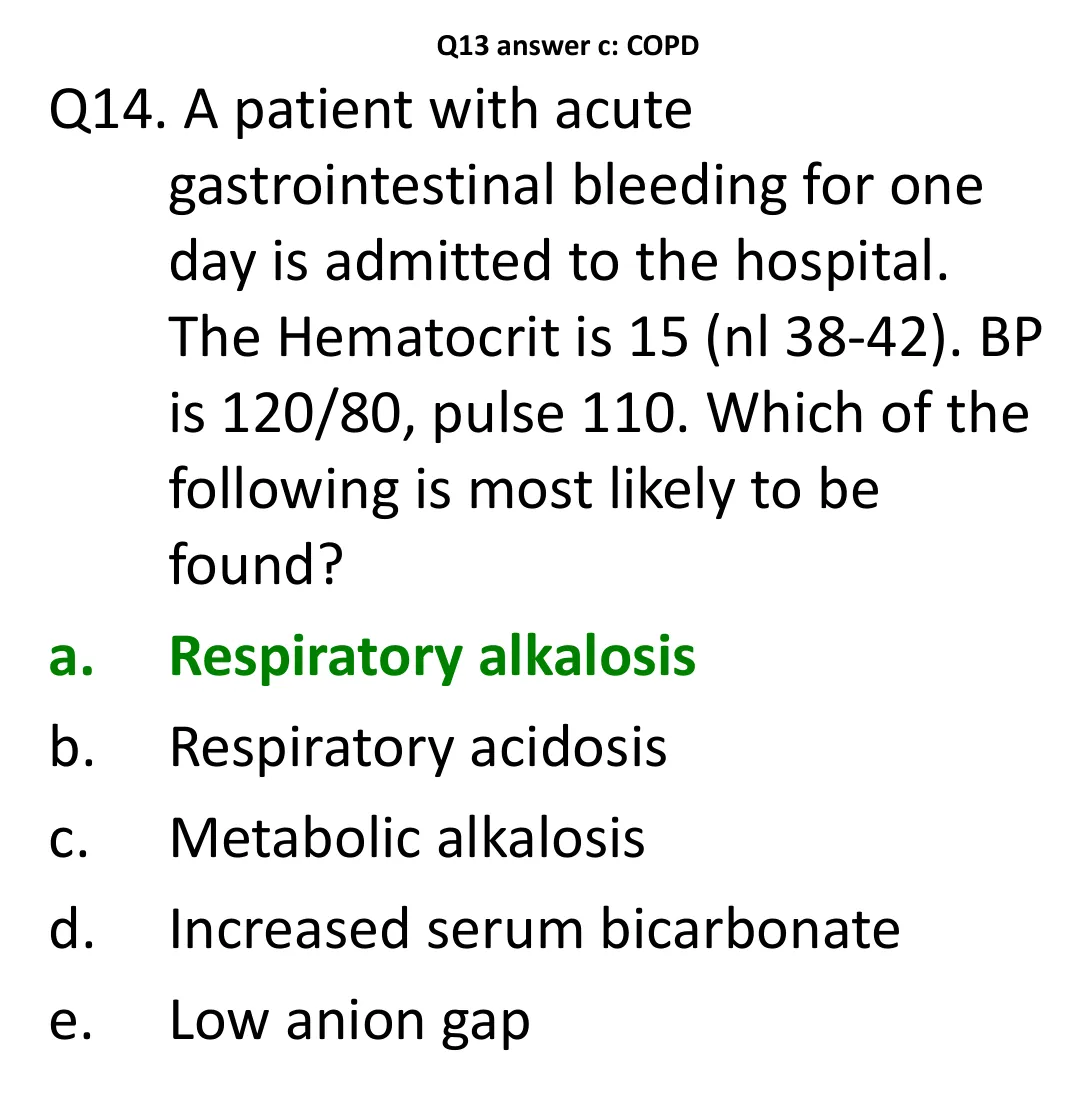 Q13 answer c: COPD
Q14. A patient with acute
gastrointestinal bleeding for one
day is admitted to the hospital.
The Hematocrit is 15 (nl 38-42). BP
is 120/80, pulse 110. Which of the
following is most likely to be
found?
a. Respiratory alkalosis
b. Respiratory acidosis
c. Metabolic alkalosis
d. Increased serum bicarbonate
e. Low anion gap